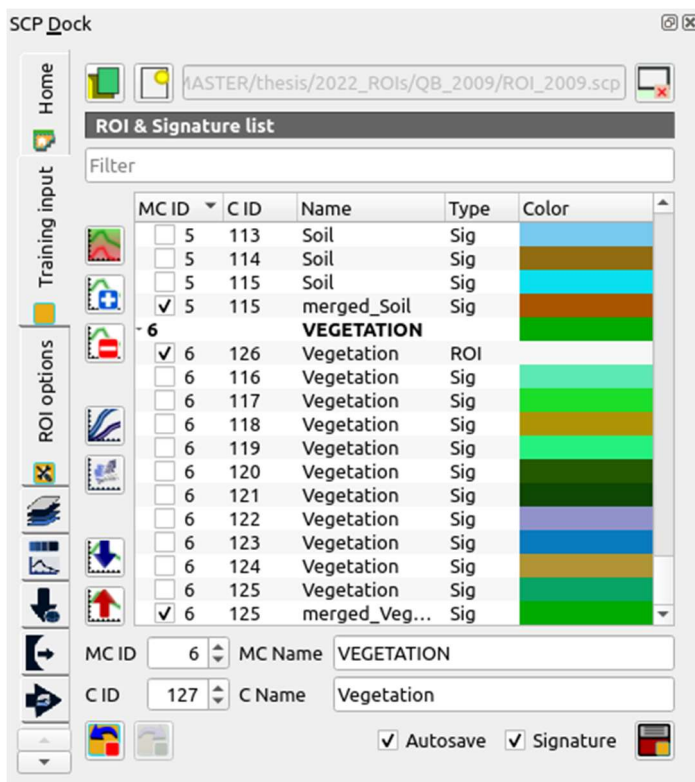 SCP Dock
Home
Training input
ROI options
MASTER/thesis/2022_ROIs/QB_2009/ROI_2009.scp
ROI & Signature list
Filter
MC ID C ID Name Type Color
5 113 Soil Sig
5 114 Soil Sig
5 115 Soil Sig
5 115 merged_Soil Sig
6 VEGETATION
6 126 Vegetation ROI
6 116 Vegetation Sig
6 117 Vegetation Sig
6 118 Vegetation Sig
6 119 Vegetation Sig
6 120 Vegetation Sig
6 121 Vegetation Sig
6 122 Vegetation Sig
6 123 Vegetation Sig
6 124 Vegetation Sig
6 125 Vegetation Sig
6 125 merged_Veg... Sig
MC ID 6 MC Name VEGETATION
C ID 127 C Name Vegetation
Autosave Signature